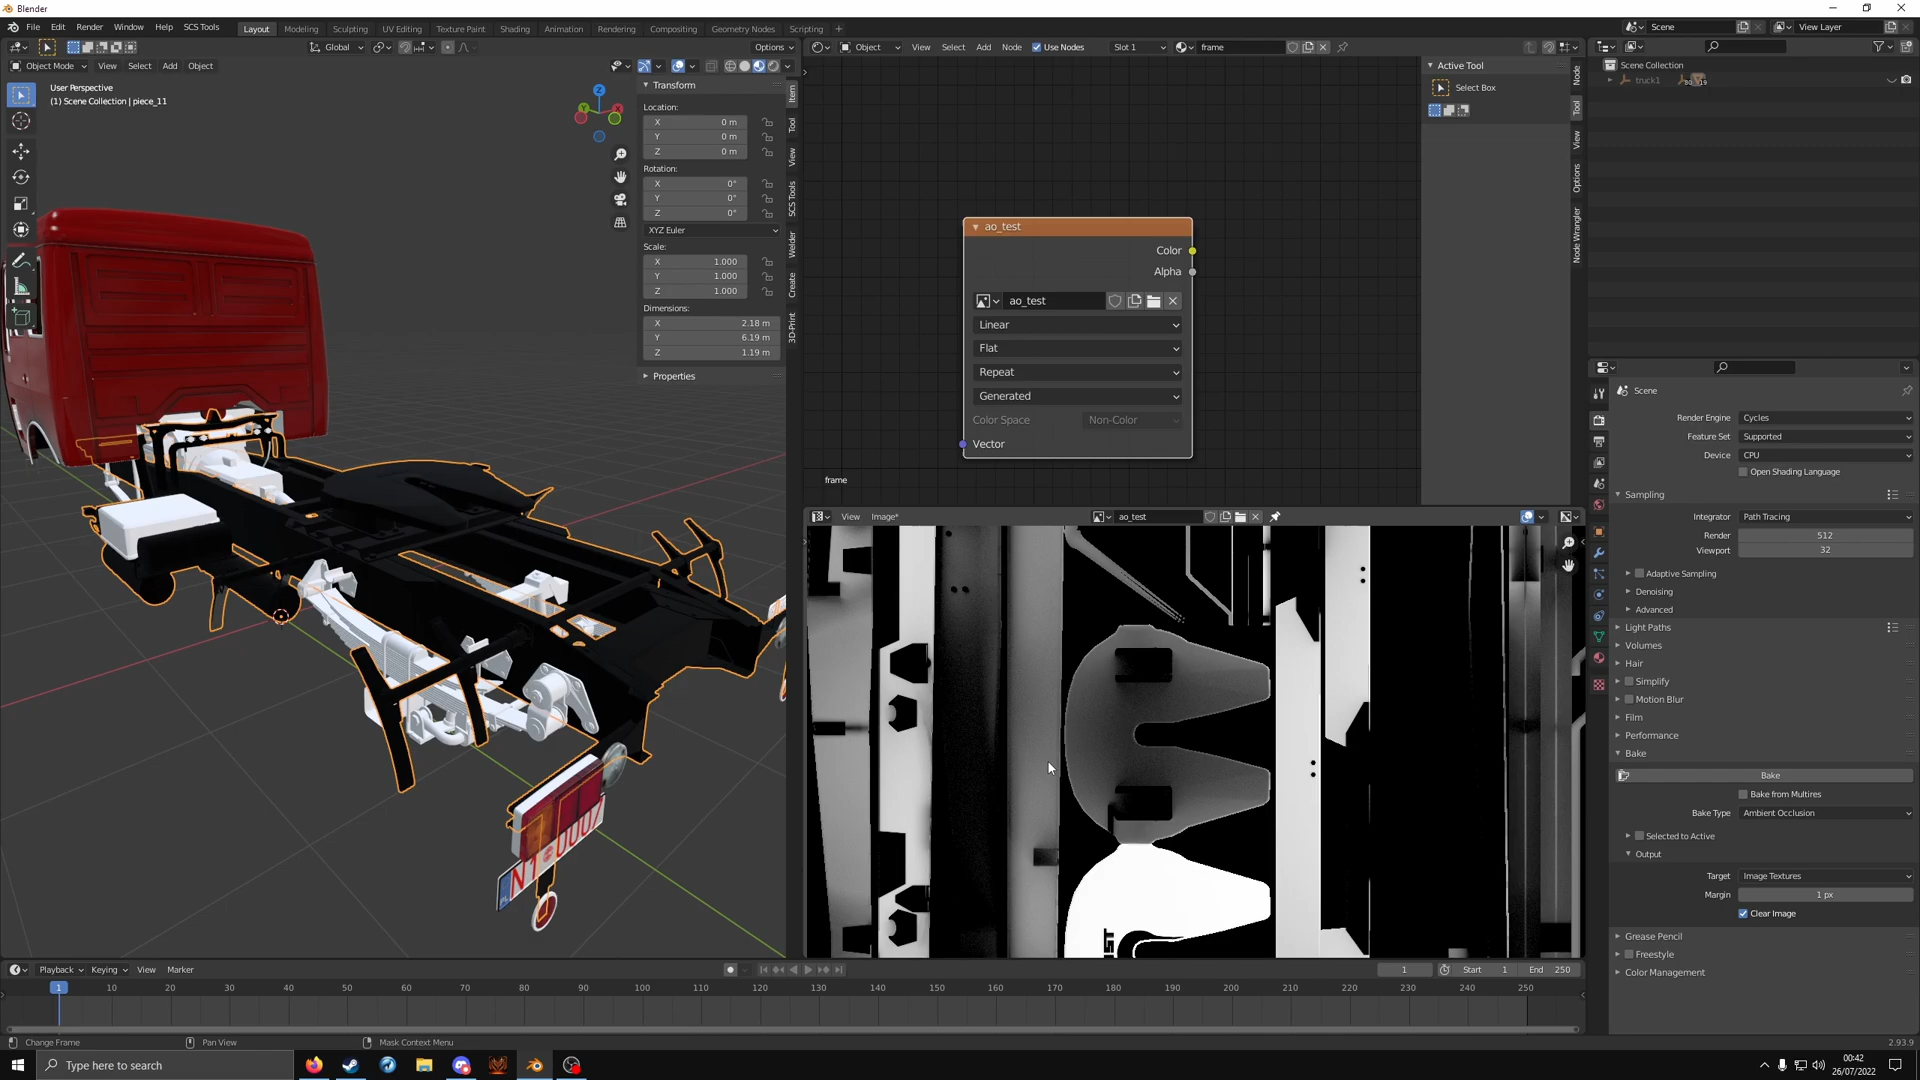 Blender
File Edit Render Window Help SCS Tools Layout Modeling Sculpting UV Editing Texture Paint Shading Animation Rendering Compositing Geometry Nodes Scripting + Scene View Layer
Global Options Object View Select Add Node Use Nodes Slot 1 frame
Object Mode View Select Add Object
User Perspective
(1) Scene Collection | piece_11
Transform
Location:
X 0 m
Y 0 m
Z 0 m
Rotation:
X 0°
Y 0°
Z 0°
XYZ Euler
Scale:
X 1.000
Y 1.000
Z 1.000
Dimensions:
X 2.18 m
Y 6.19 m
Z 1.19 m
Properties
Item
Tool
View
SCS Tools
Welder
Create
3D-Print
ao_test
Color
Alpha
ao_test
Linear
Flat
Repeat
Generated
Color Space Non-Color
Vector
frame
Active Tool
Select Box
Node
Tool
View
Options
Node Wrangler
View Image* ao_test
Scene Collection
truck1
Scene
Render Engine Cycles
Feature Set Supported
Device CPU
Open Shading Language
Sampling
Integrator Path Tracing
Render 512
Viewport 32
Adaptive Sampling
Denoising
Advanced
Light Paths
Volumes
Hair
Simplify
Motion Blur
Film
Performance
Bake
Bake
Bake from Multires
Bake Type Ambient Occlusion
Selected to Active
Output
Target Image Textures
Margin 1 px
Clear Image
Grease Pencil
Freestyle
Color Management
Playback Keying View Marker 1 Start 1 End 250
1 10 20 30 40 50 60 70 80 90 100 110 120 130 140 150 160 170 180 190 200 210 220 230 240 250
Change Frame Pan View Mask Context Menu 2.93.9
Type here to search
00:42
26/07/2022